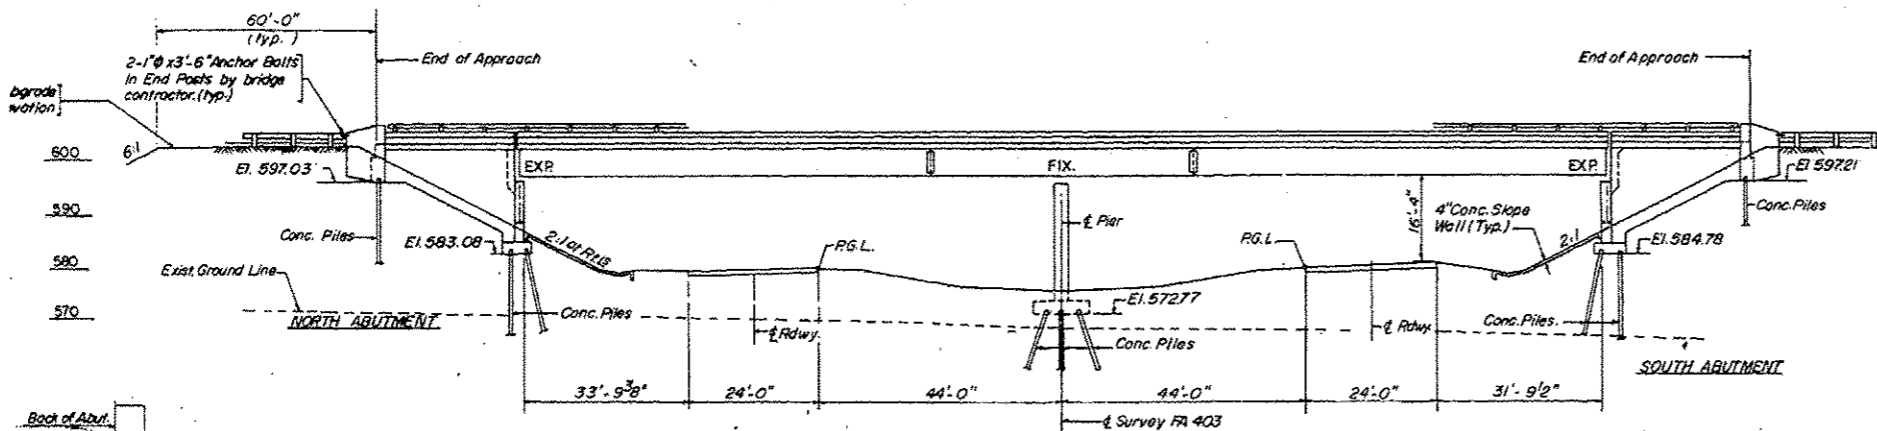 60'-0"
(typ.)
2-1"φ x3'-6" Anchor Bolts
In End Posts by bridge
contractor.(typ.)
End of Approach
End of Approach
bgrade
vation
6:1
600
590
580
570
El. 597.03
EXP.
FIX.
EXP.
El. 597.21
Conc. Piles
El. 583.08
2:1 at Rt.
P.G.L.
℄ Pier
P.G.L.
16'-4"
4" Conc. Slope
Wall (Typ.)
2:1
Conc. Piles
El. 584.78
Exist. Ground Line
NORTH ABUTMENT
Conc. Piles
℄ Rdwy.
El. 572.77
Conc. Piles
℄ Rdwy.
Conc. Piles.
SOUTH ABUTMENT
33'-9 3/8"
24'-0"
44'-0"
44'-0"
24'-0"
31'-9 1/2"
℄ Survey FA 403
Back of Abut.